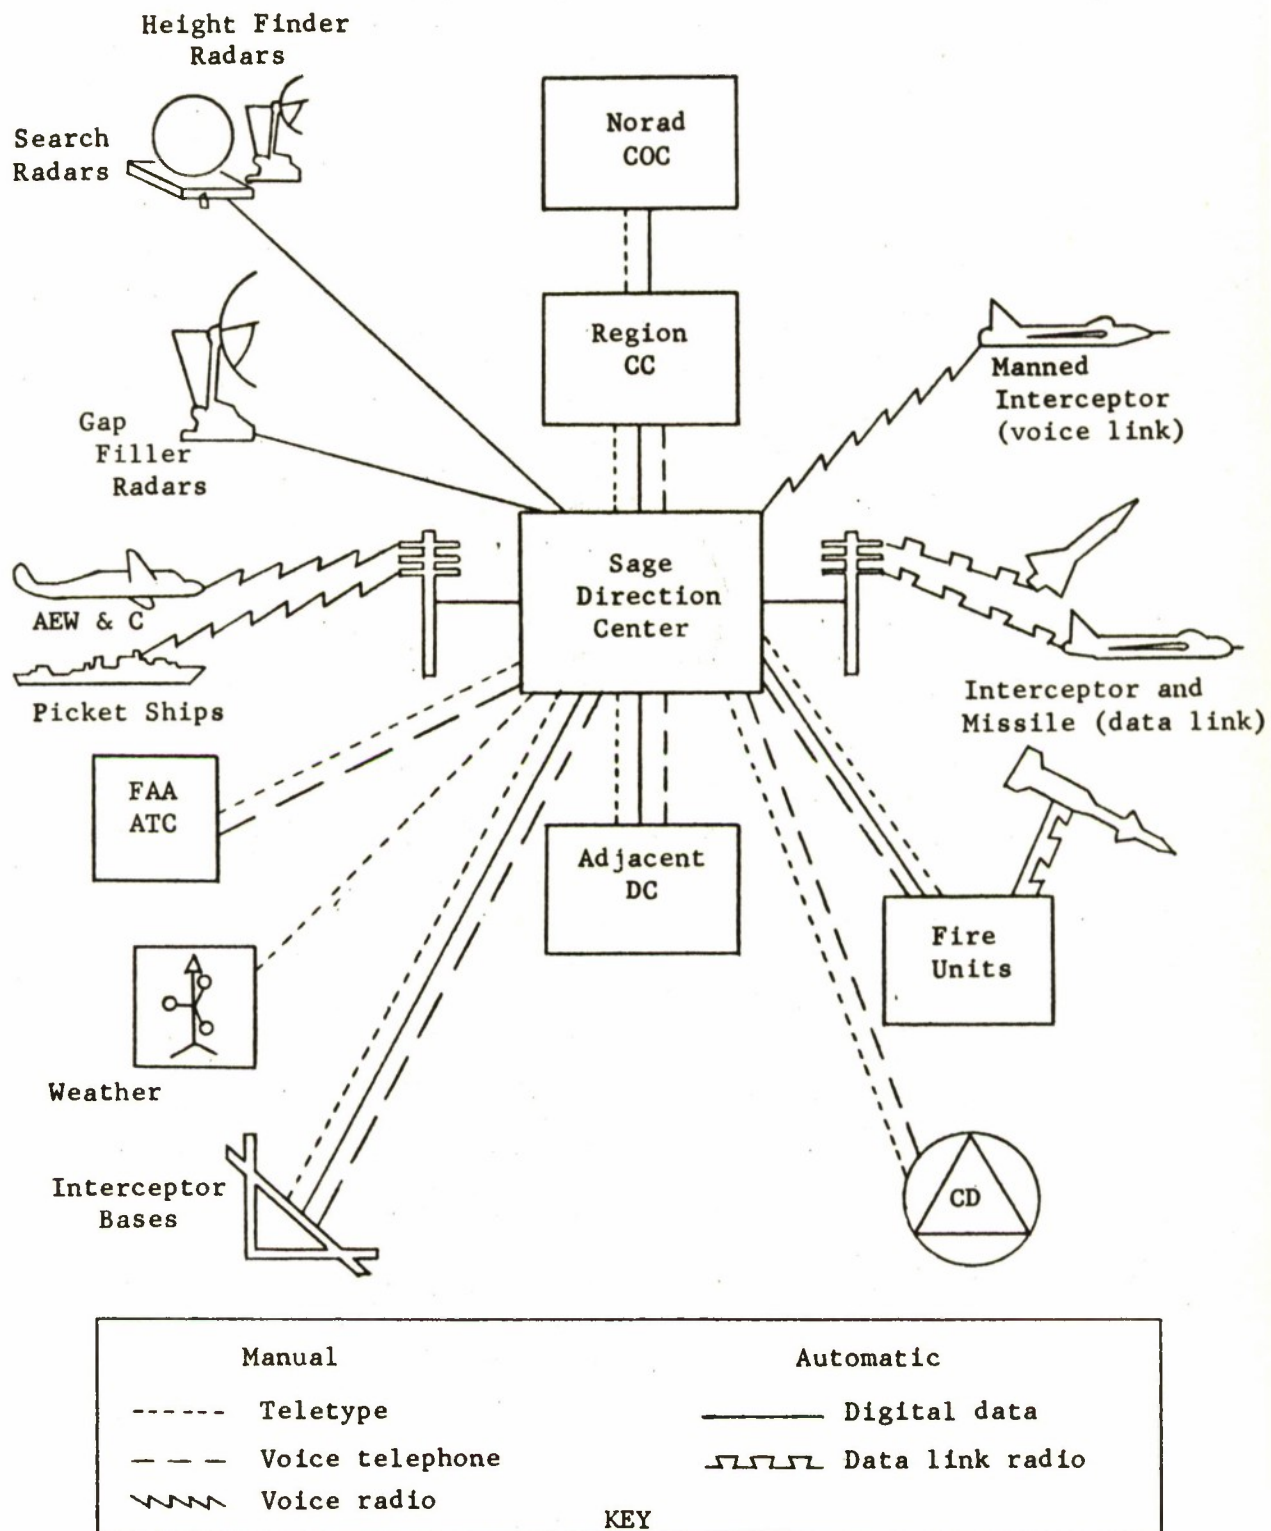 Height Finder
Radars
Search
Radars
Norad
COC
Region
CC
Manned
Interceptor
(voice link)
Gap
Filler
Radars
Sage
Direction
Center
AEW & C
Picket Ships
Interceptor and
Missile (data link)
FAA
ATC
Adjacent
DC
Fire
Units
Weather
Interceptor
Bases
CD
Manual
Automatic
Teletype
Digital data
Voice telephone
Data link radio
Voice radio
KEY